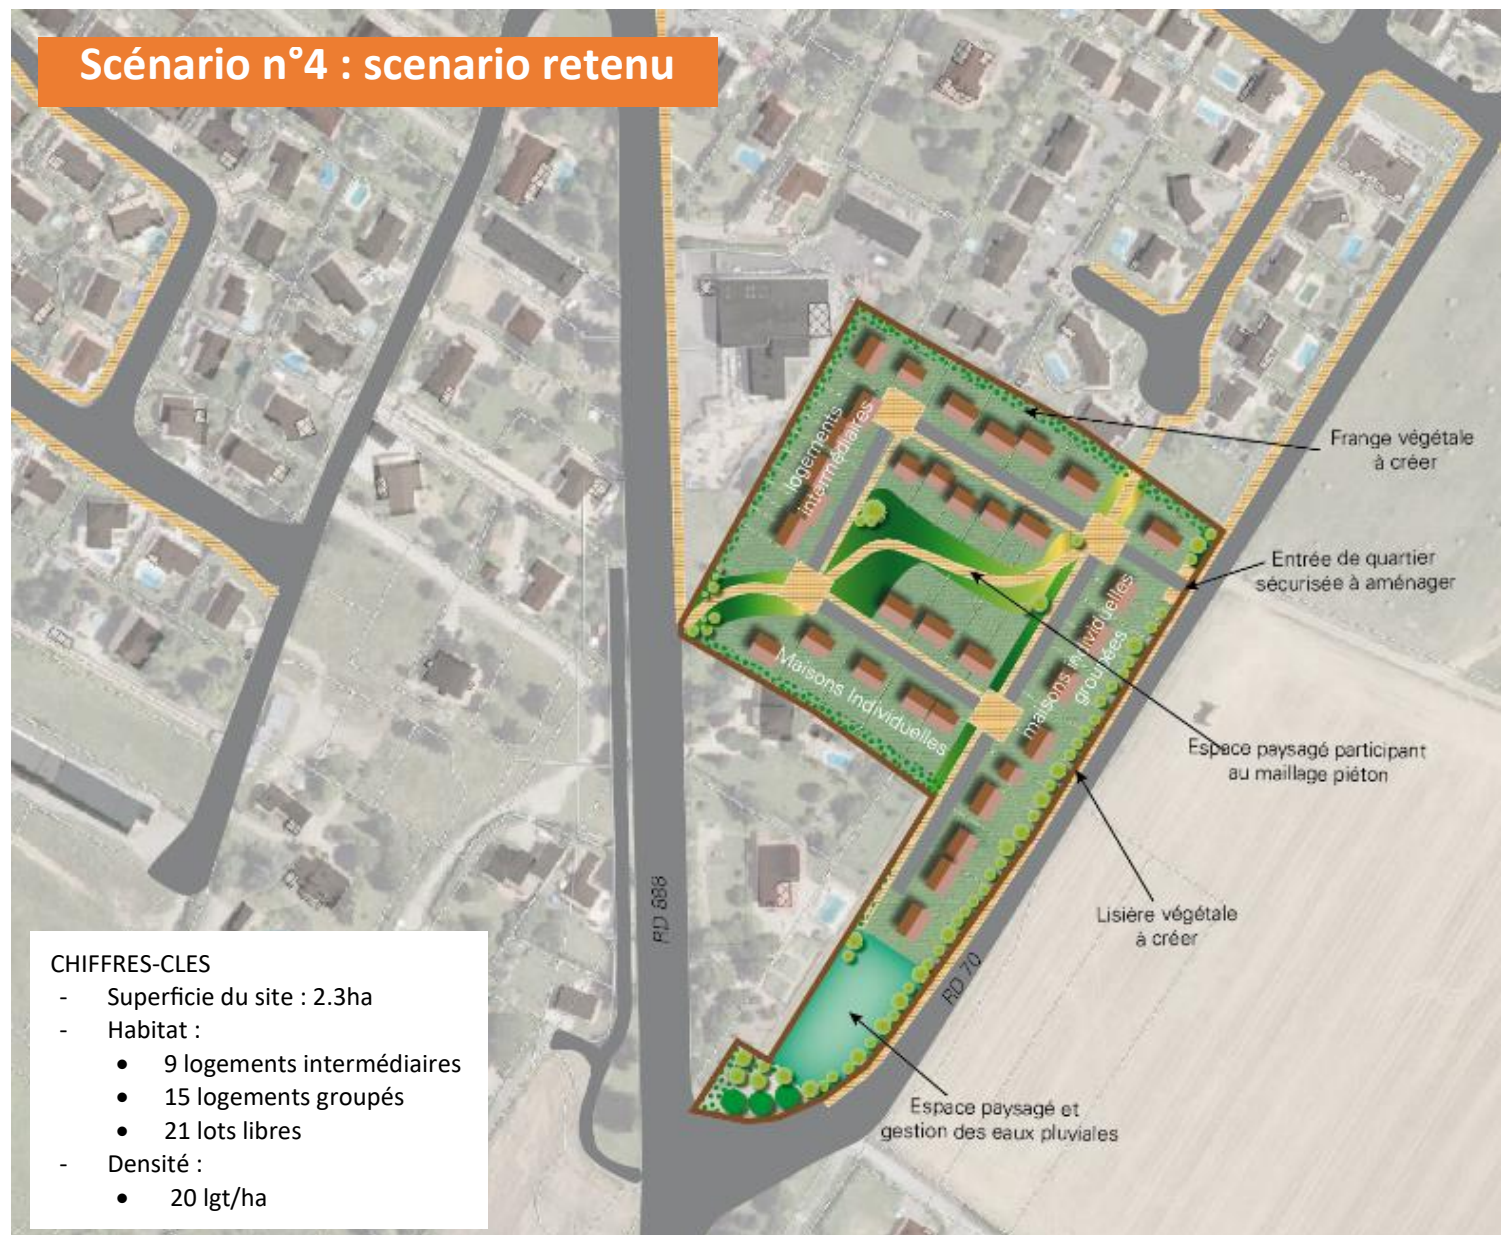 Scénario n°4 : scenario retenu
logements
intermédiaires
Frange végétale
à créer
Entrée de quartier
sécurisée à aménager
maisons individuelles
groupées
Maisons Individuelles
Espace paysagé participant
au maillage piéton
Lisière végétale
à créer
RD 888
RD 70
Espace paysagé et
gestion des eaux pluviales
CHIFFRES-CLES
- Superficie du site : 2.3ha
- Habitat :
• 9 logements intermédiaires
• 15 logements groupés
• 21 lots libres
- Densité :
• 20 lgt/ha